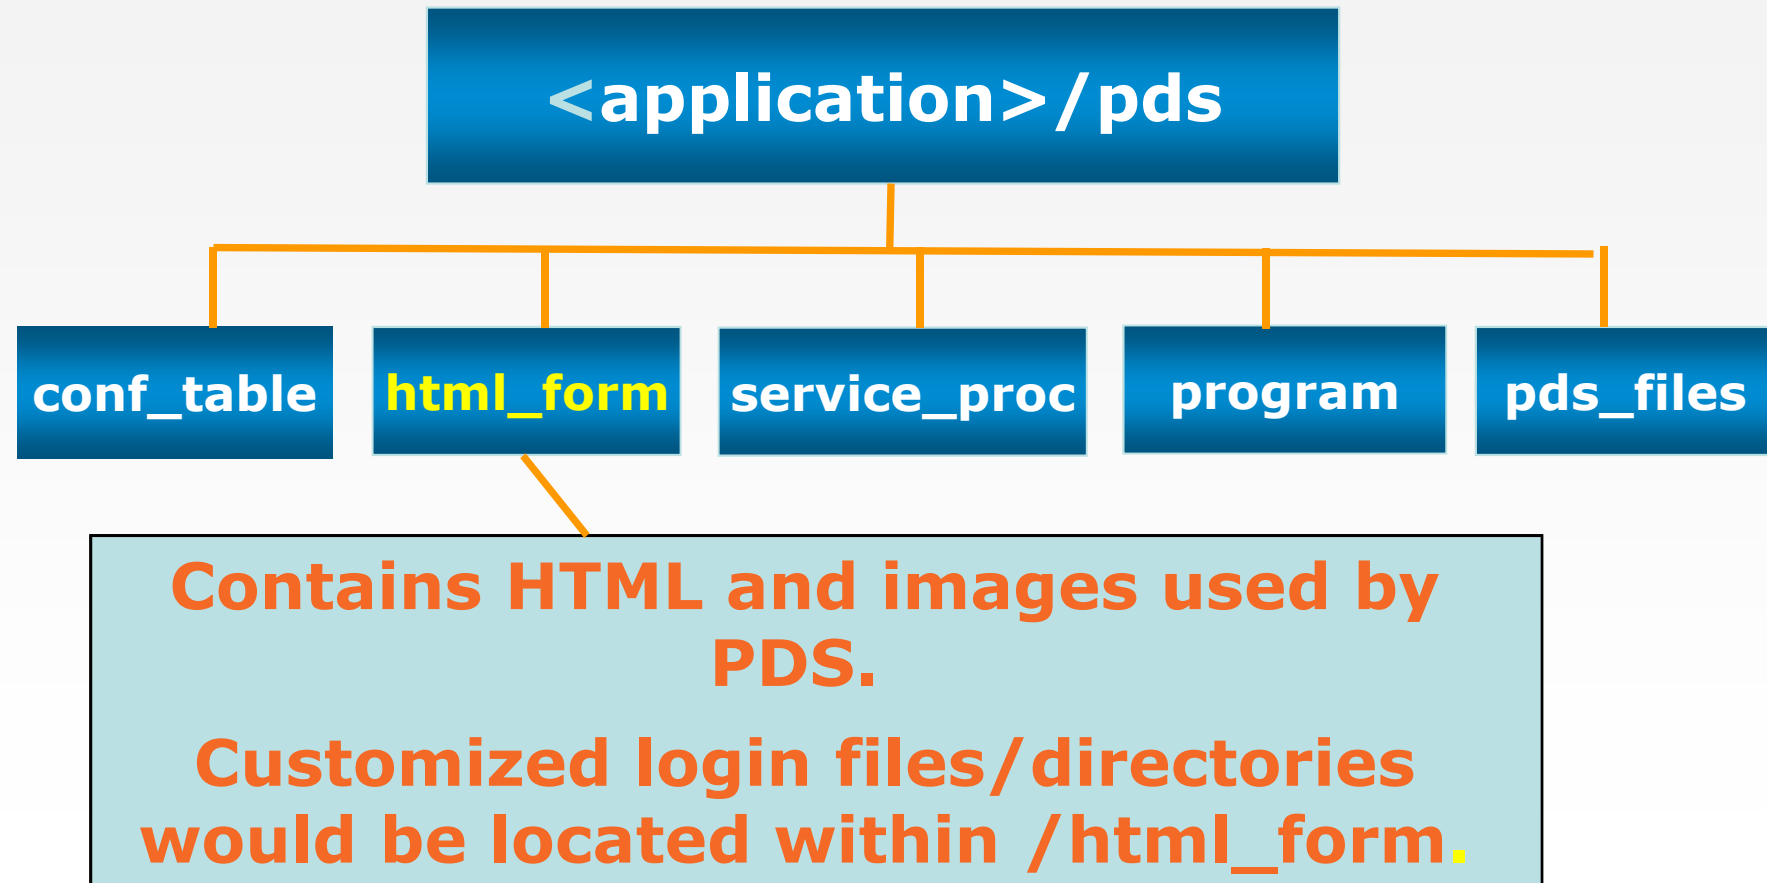 <application>/pds
conf_table
html_form
service_proc
program
pds_files
Contains HTML and images used by
PDS.
Customized login files/directories
would be located within /html_form.